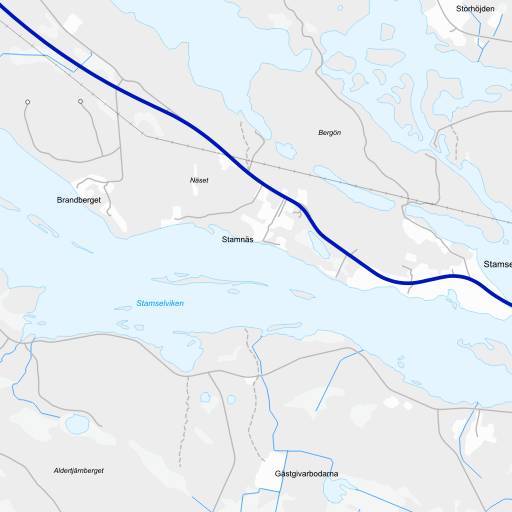 Storhöjden
Bergön
Näset
Brandberget
Stamnäs
Stamse
Stamselviken
Aldertjärnberget
Gästgivarbodarna